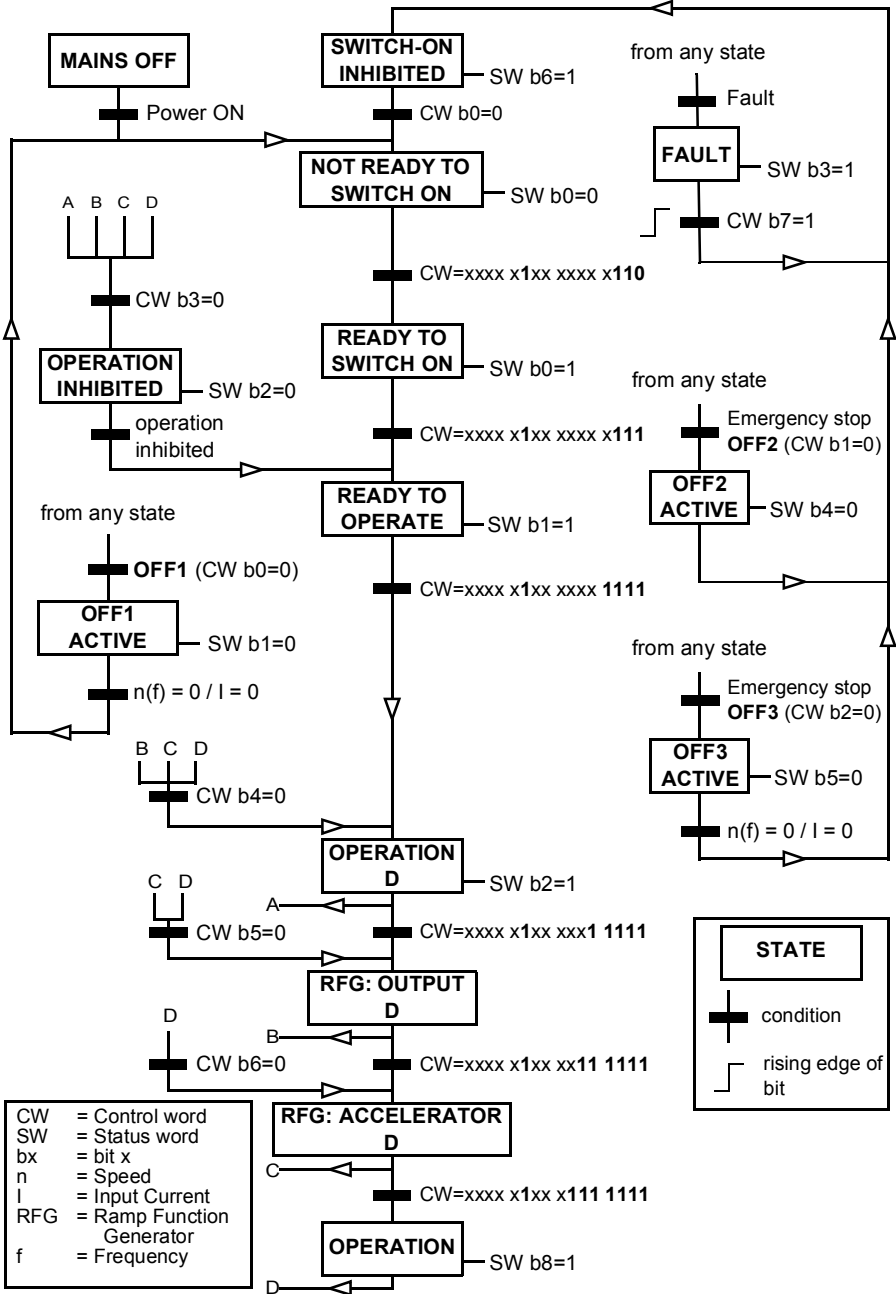 MAINS OFF
Power ON
SWITCH-ON
INHIBITED
SW b6=1
CW b0=0
from any state
Fault
FAULT
SW b3=1
CW b7=1
NOT READY TO
SWITCH ON
SW b0=0
A B C D
CW b3=0
CW=xxxx x1xx xxxx x110
OPERATION
INHIBITED
SW b2=0
operation
inhibited
READY TO
SWITCH ON
SW b0=1
CW=xxxx x1xx xxxx x111
from any state
Emergency stop
OFF2 (CW b1=0)
OFF2
ACTIVE
SW b4=0
READY TO
OPERATE
SW b1=1
from any state
OFF1 (CW b0=0)
OFF1
ACTIVE
SW b1=0
n(f) = 0 / I = 0
CW=xxxx x1xx xxxx 1111
from any state
Emergency stop
OFF3 (CW b2=0)
OFF3
ACTIVE
SW b5=0
n(f) = 0 / I = 0
B C D
CW b4=0
OPERATION
D
SW b2=1
C D
CW b5=0
A
CW=xxxx x1xx xxx1 1111
RFG: OUTPUT
D
D
CW b6=0
B
CW=xxxx x1xx xx11 1111
RFG: ACCELERATOR
D
C
CW=xxxx x1xx x111 1111
OPERATION
SW b8=1
D
STATE
condition
rising edge of
bit
CW = Control word
SW = Status word
bx = bit x
n = Speed
I = Input Current
RFG = Ramp Function
Generator
f = Frequency